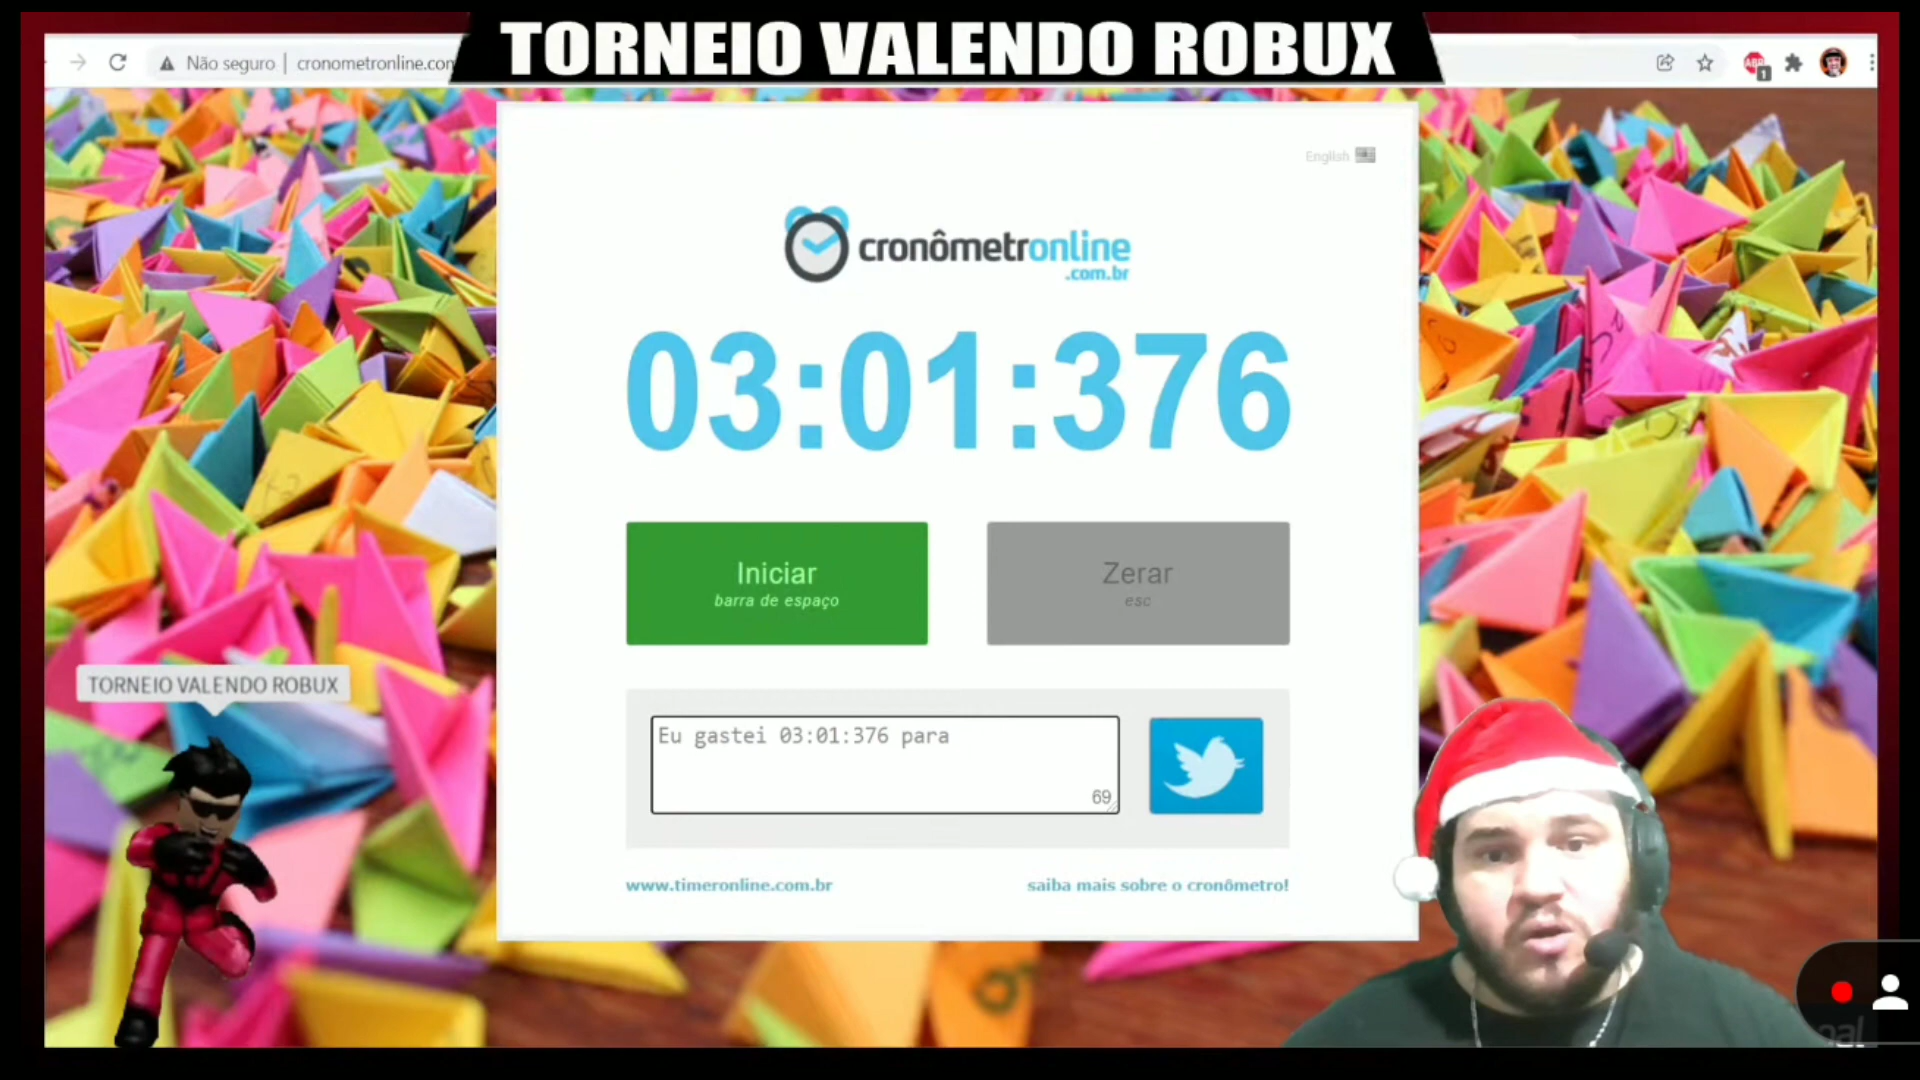 TORNEIO VALENDO ROBUX
Não seguro | cronometronline.com
ABP
1
English
cronômetronline
.com.br
03:01:376
Iniciar
barra de espaço
Zerar
esc
TORNEIO VALENDO ROBUX
Eu gastei 03:01:376 para
69
www.timeronline.com.br
saiba mais sobre o cronômetro!